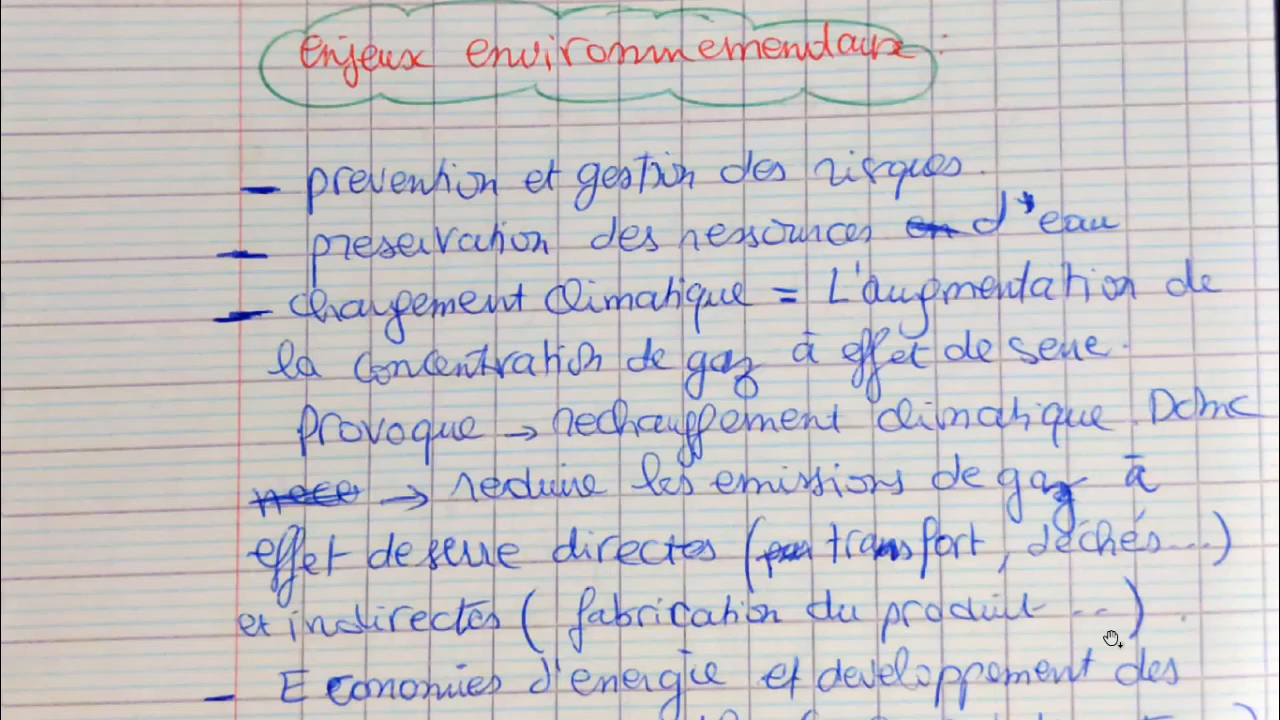 enjeux environnemendaux :
- prevention et gestion des risques.
- preservation des ressources d'eau
- changement climatique = L'augmentation de
la concentration de gaz à effet de serre.
provoque → rechauffement climatique. Donc
→ reduire les emissions de gaz à
effet de serre directes ( transfort, déchés...)
et indirectes ( fabrication du produit ...).
- Economies d'energie et developpement des